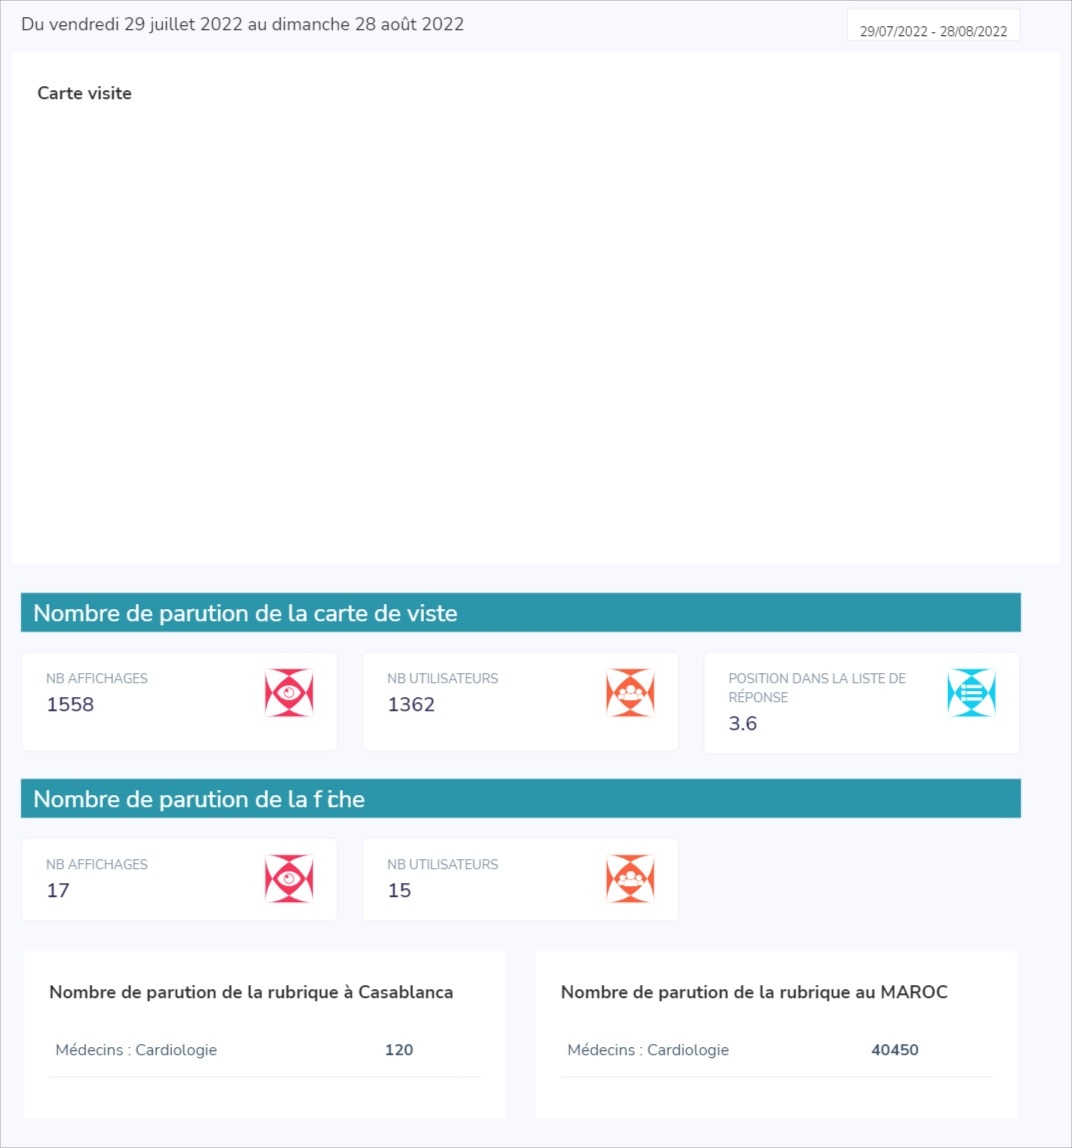 Du vendredi 29 juillet 2022 au dimanche 28 août 2022
29/07/2022 - 28/08/2022
Carte visite
Nombre de parution de la carte de viste
NB AFFICHAGES
1558
NB UTILISATEURS
1362
POSITION DANS LA LISTE DE
RÉPONSE
3.6
Nombre de parution de la fiche
NB AFFICHAGES
17
NB UTILISATEURS
15
Nombre de parution de la rubrique à Casablanca
Médecins : Cardiologie 120
Nombre de parution de la rubrique au MAROC
Médecins : Cardiologie 40450